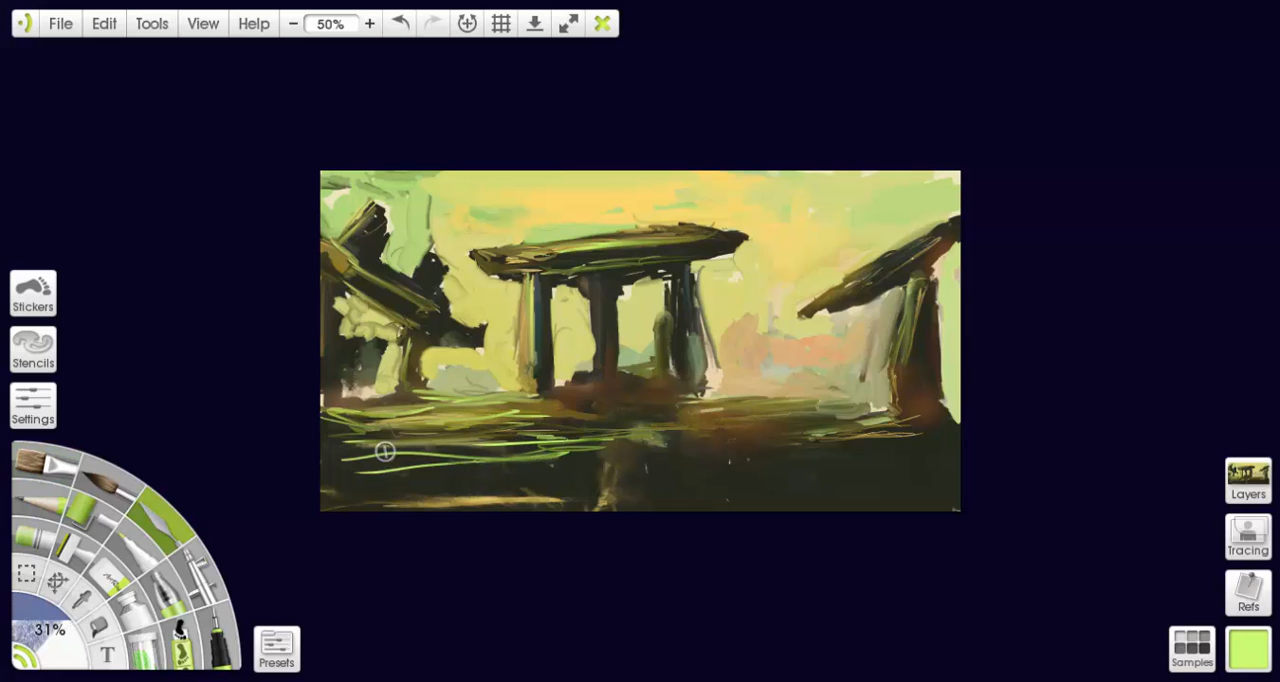 File Edit Tools View Help − 50% +
Stickers
Stencils
Settings
31%
T
Presets
Layers
Tracing
Refs
Samples